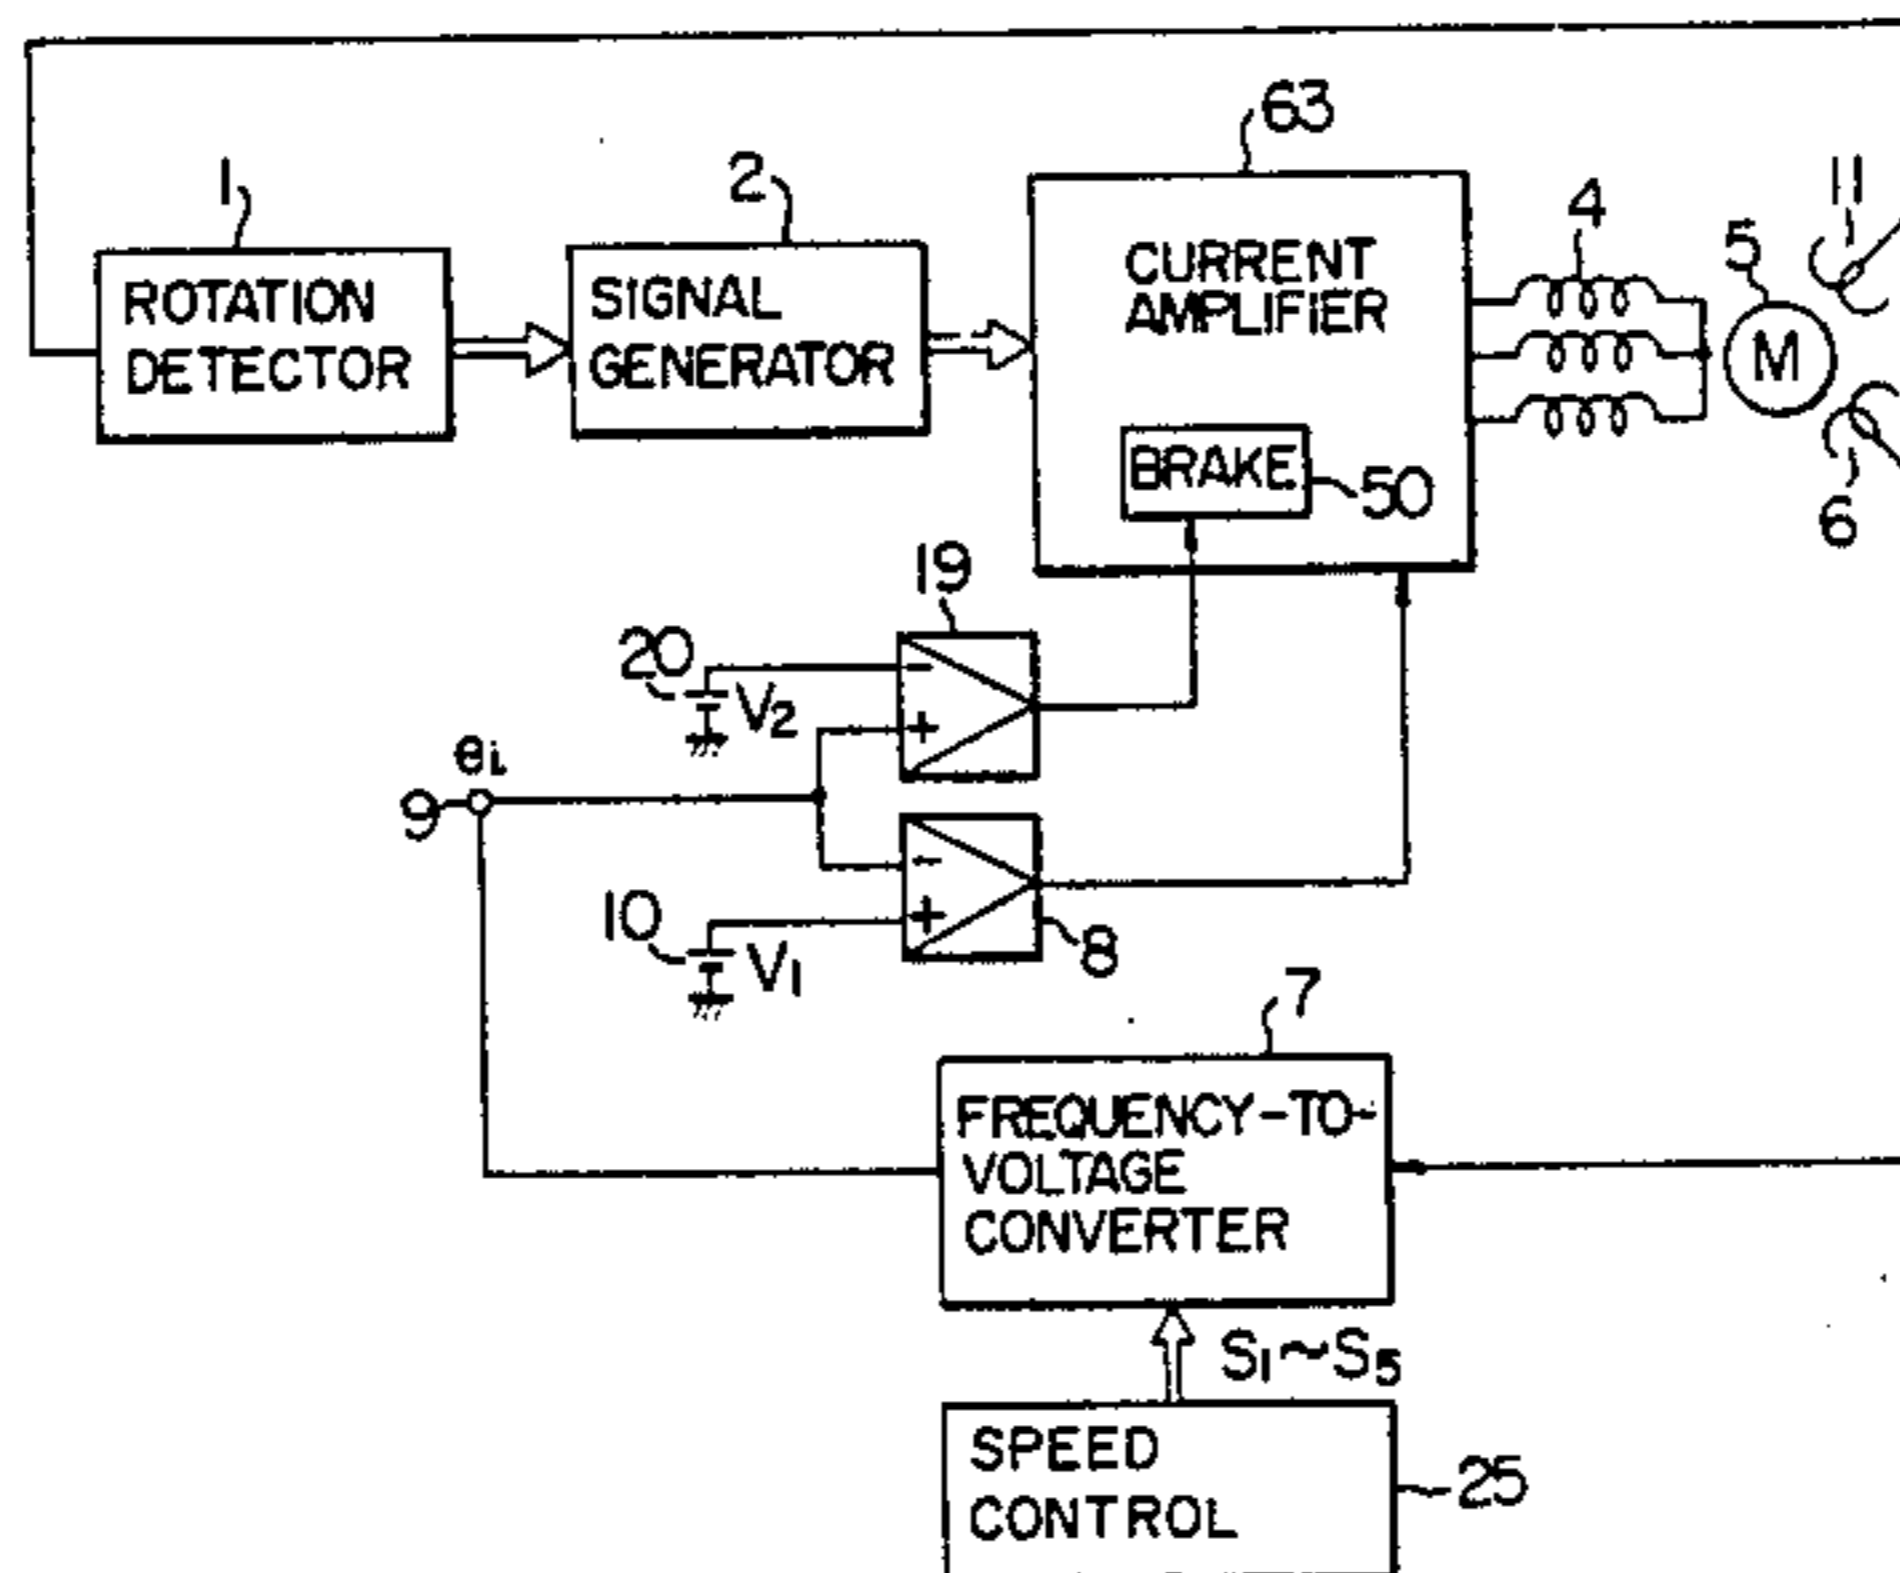 63
1
2
4
5
11
ROTATION
DETECTOR
SIGNAL
GENERATOR
CURRENT
AMPLIFIER
M
BRAKE
50
6
19
20
V2
-
+
ei
9
10
V1
-
+
8
7
FREQUENCY-TO-
VOLTAGE
CONVERTER
S1~S5
SPEED
CONTROL
25